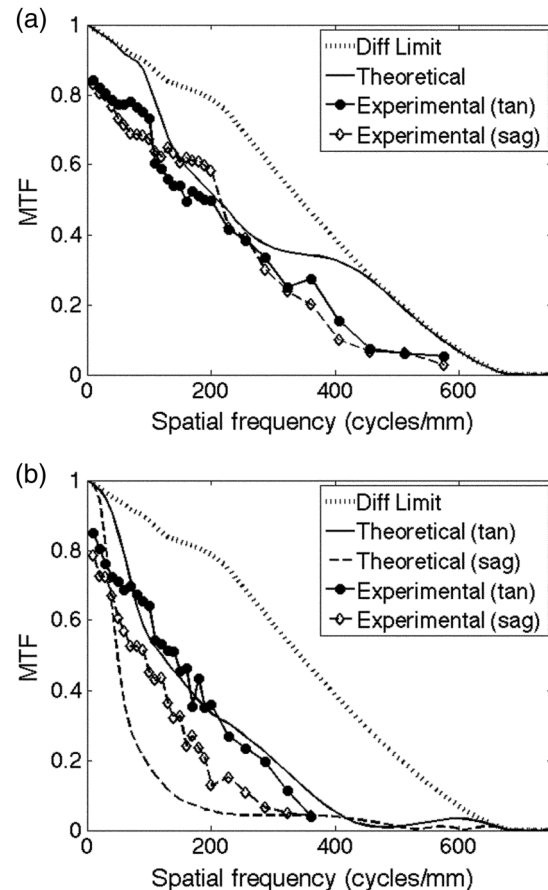 (a)
1
0.8
0.6
0.4
0.2
0
MTF
Diff Limit
Theoretical
Experimental (tan)
Experimental (sag)
0 200 400 600
Spatial frequency (cycles/mm)
(b)
1
0.8
0.6
0.4
0.2
0
MTF
Diff Limit
Theoretical (tan)
Theoretical (sag)
Experimental (tan)
Experimental (sag)
0 200 400 600
Spatial frequency (cycles/mm)